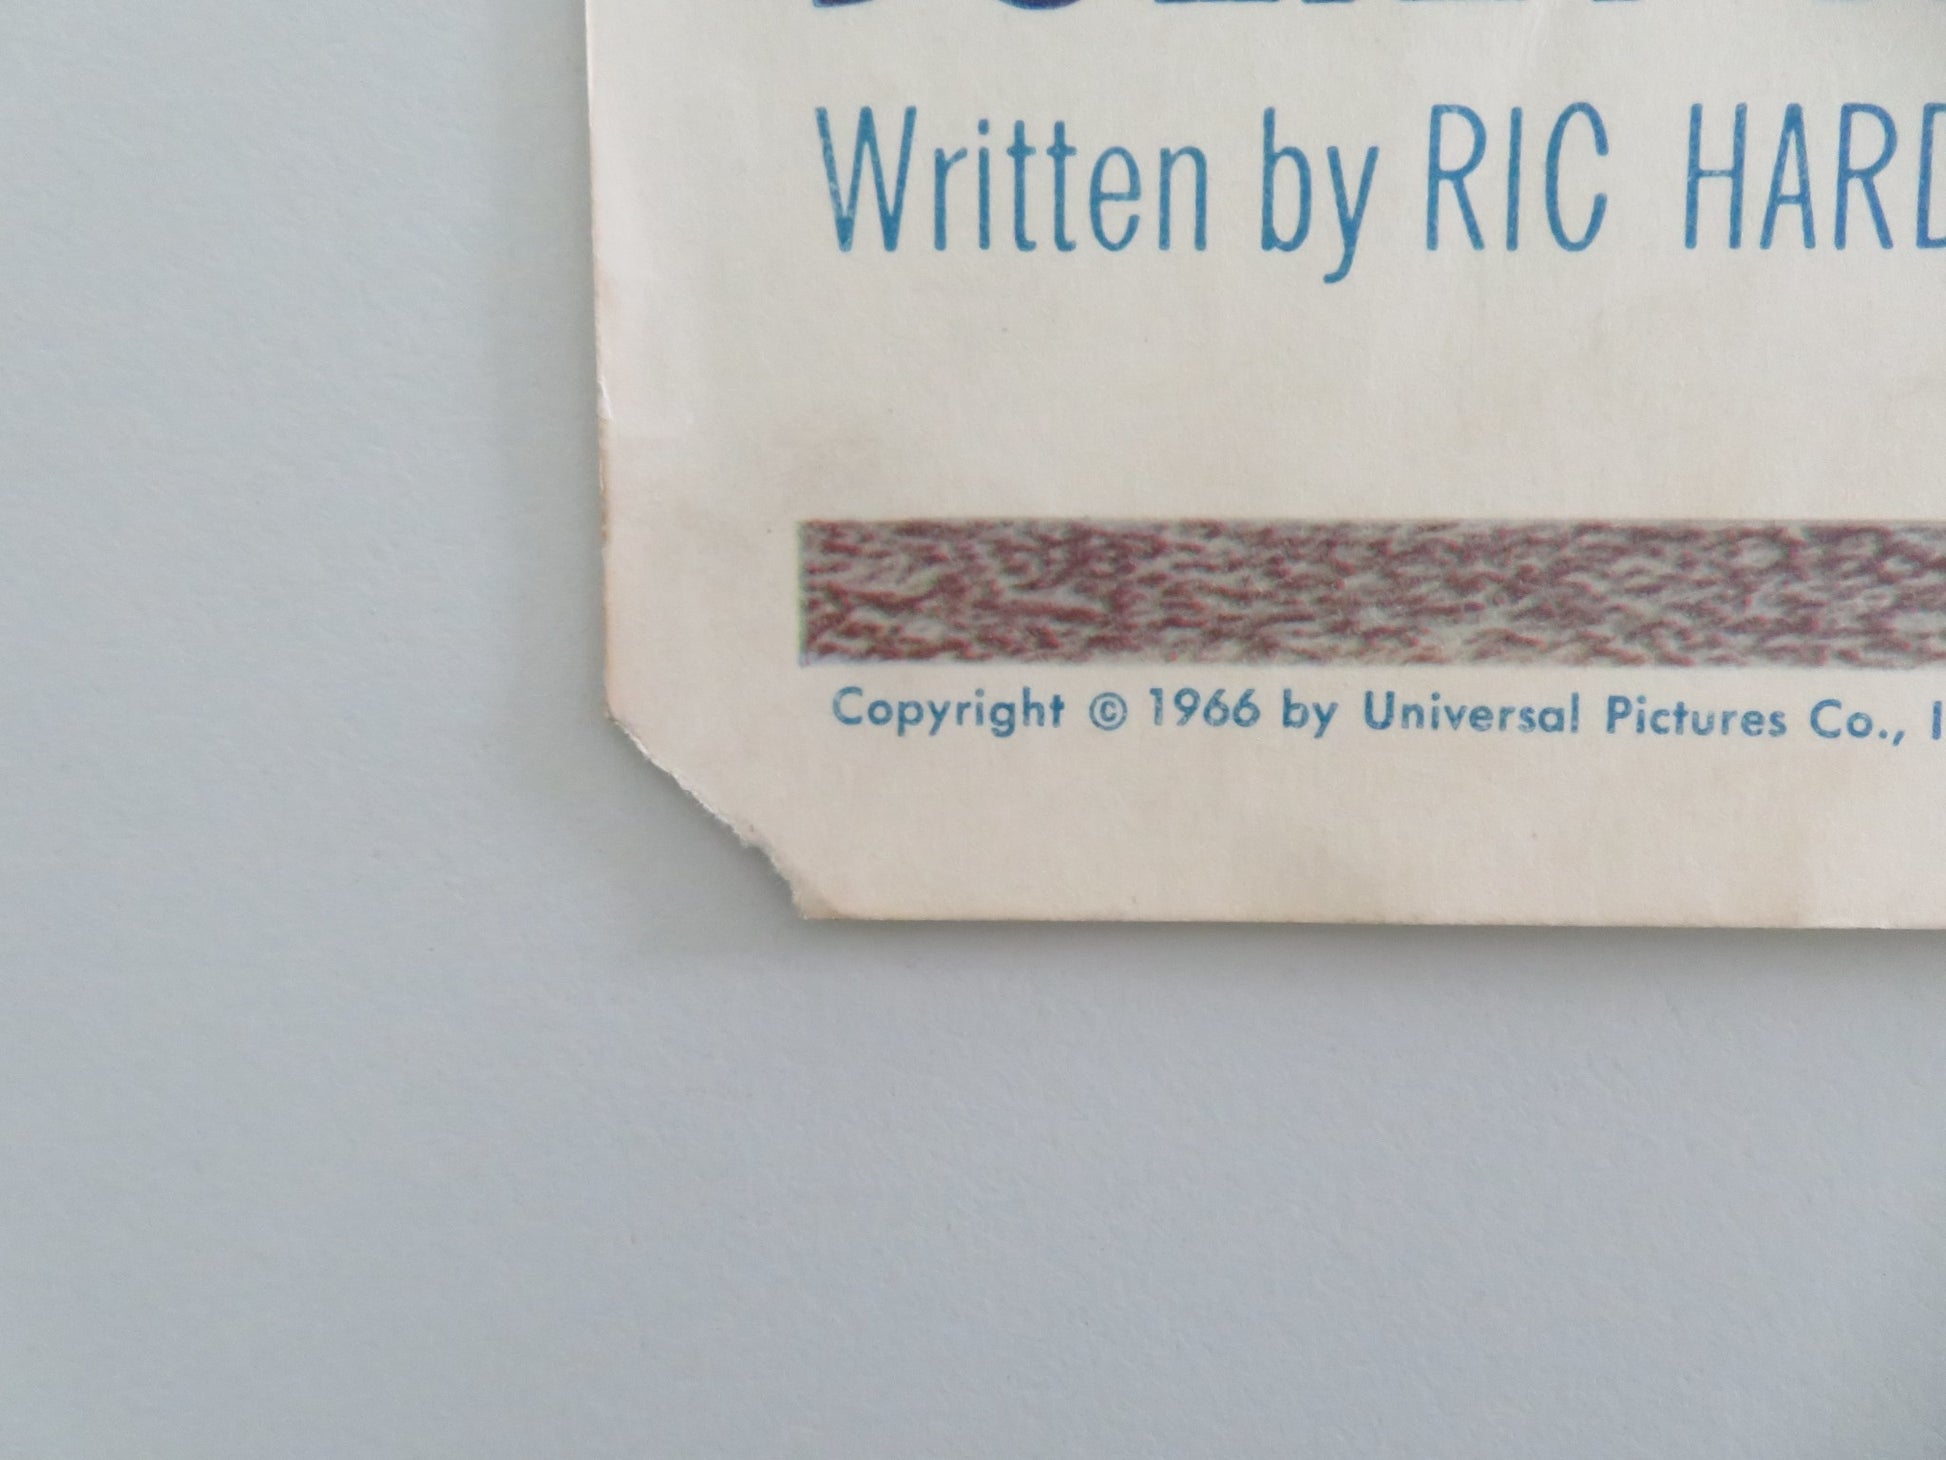 Written by RIC HARD
Copyright © 1966 by Universal Pictures Co., I